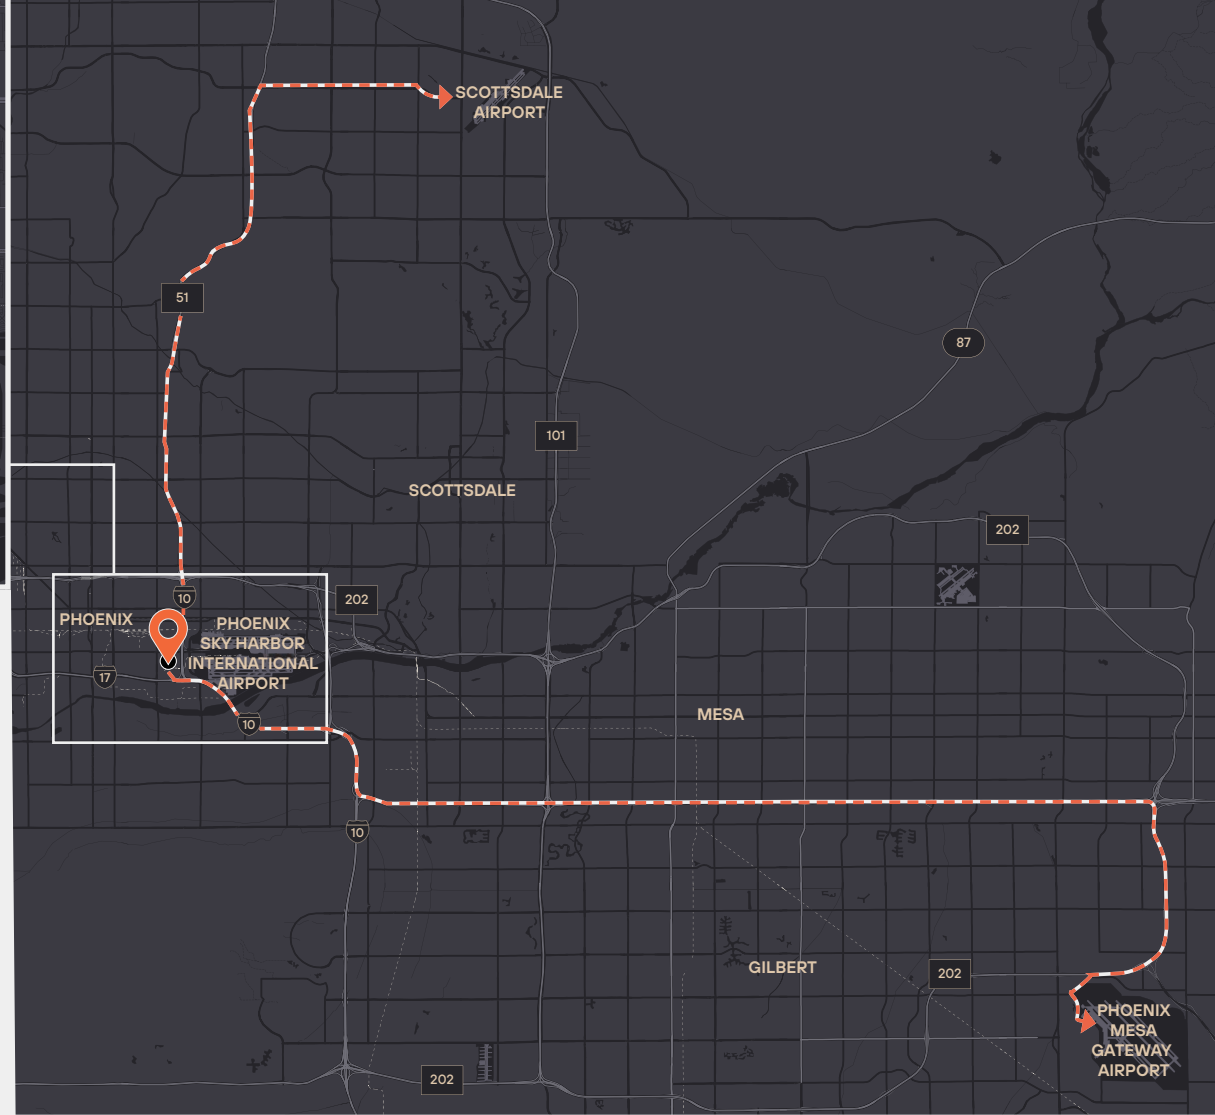 SCOTTSDALE
AIRPORT
51
87
101
SCOTTSDALE
202
10
202
PHOENIX
PHOENIX
SKY HARBOR
INTERNATIONAL
AIRPORT
17
10
MESA
10
GILBERT
202
PHOENIX
MESA
GATEWAY
AIRPORT
202